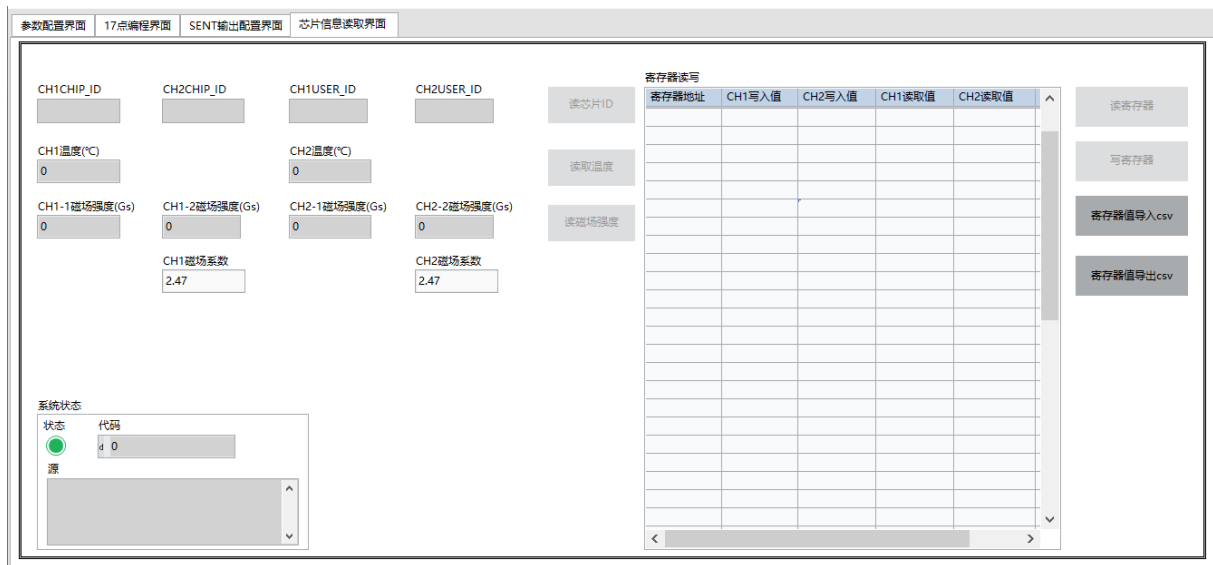 参数配置界面 17点编程界面 SENT输出配置界面 芯片信息读取界面
CH1CHIP_ID CH2CHIP_ID CH1USER_ID CH2USER_ID
读芯片ID
CH1温度(℃) CH2温度(℃)
0 0
读取温度
CH1-1磁场强度(Gs) CH1-2磁场强度(Gs) CH2-1磁场强度(Gs) CH2-2磁场强度(Gs)
0 0 0 0
读磁场强度
CH1磁场系数 CH2磁场系数
2.47 2.47
系统状态
状态 代码
d 0
源
寄存器读写
寄存器地址 CH1写入值 CH2写入值 CH1读取值 CH2读取值
读寄存器
写寄存器
寄存器值导入csv
寄存器值导出csv